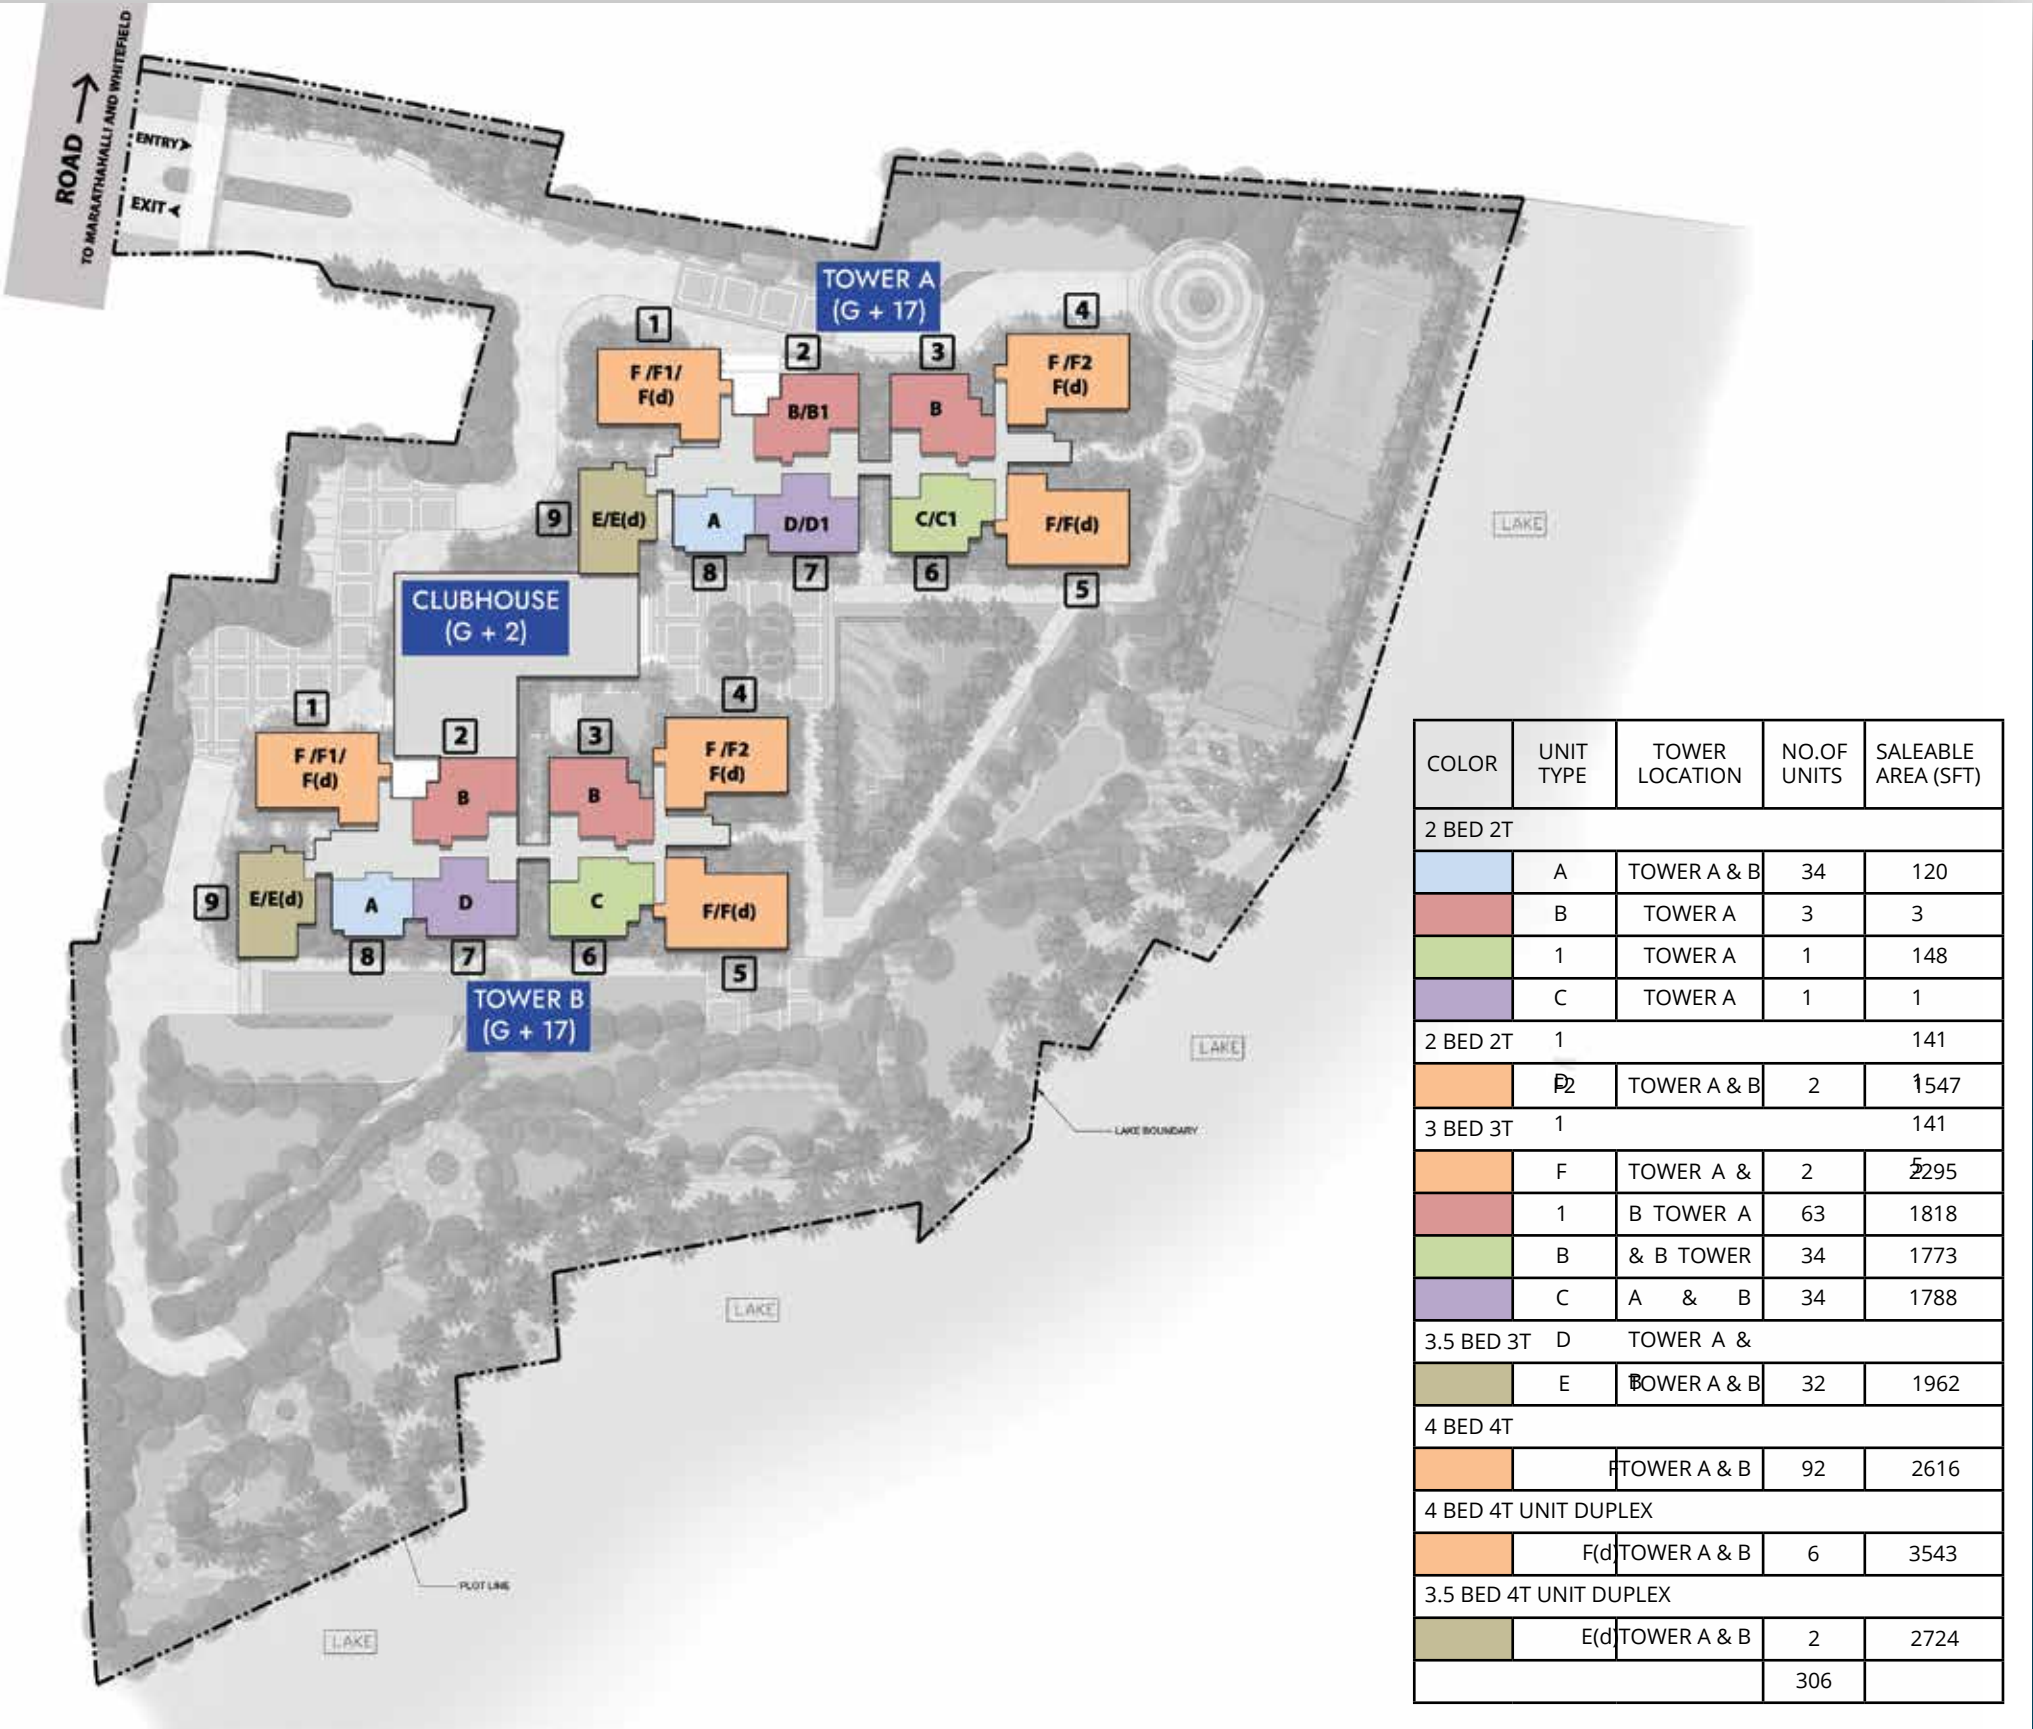 ROAD
TO MARARTHAHALLI AND WHITEFIELD
ENTRY
EXIT
TOWER A
(G + 17)
1
F /F1/
F(d)
2
B/B1
3
B
4
F /F2
F(d)
9
E/E(d)
A
8
D/D1
7
C/C1
6
F/F(d)
5
CLUBHOUSE
(G + 2)
1
F /F1/
F(d)
2
B
3
B
4
F /F2
F(d)
9
E/E(d)
A
8
D
7
C
6
F/F(d)
5
TOWER B
(G + 17)
LAKE
LAKE
LAKE BOUNDARY
LAKE
PLOT LINE
LAKE
COLOR UNIT TYPE TOWER LOCATION NO.OF UNITS SALEABLE AREA (SFT)
2 BED 2T
A TOWER A & B 34 120
B TOWER A 3 3
1 TOWER A 1 148
C TOWER A 1 1
2 BED 2T 1 141
F2 TOWER A & B 2 1547
3 BED 3T 1 141
F TOWER A & 2 2295
1 B TOWER A 63 1818
B & B TOWER 34 1773
C A & B 34 1788
3.5 BED 3T D TOWER A &
E TOWER A & B 32 1962
4 BED 4T
F TOWER A & B 92 2616
4 BED 4T UNIT DUPLEX
F(d) TOWER A & B 6 3543
3.5 BED 4T UNIT DUPLEX
E(d) TOWER A & B 2 2724
306